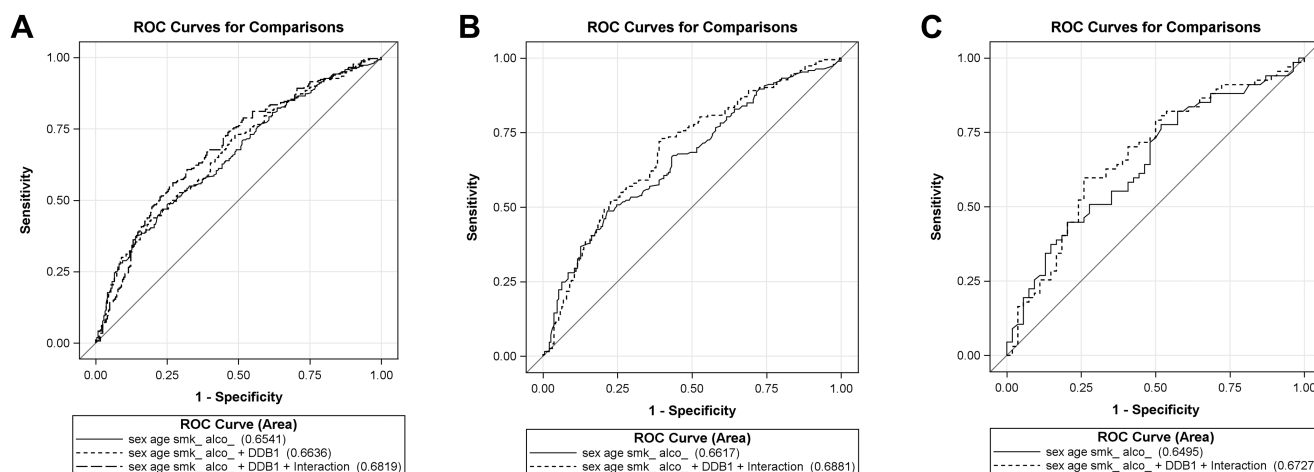 A
ROC Curves for Comparisons
1.00
0.75
0.50
0.25
0.00
Sensitivity
0.00 0.25 0.50 0.75 1.00
1 - Specificity
ROC Curve (Area)
sex age smk_ alco_ (0.6541)
sex age smk_ alco_ + DDB1 (0.6636)
sex age smk_ alco_ + DDB1 + Interaction (0.6819)
B
ROC Curves for Comparisons
1.00
0.75
0.50
0.25
0.00
Sensitivity
0.00 0.25 0.50 0.75 1.00
1 - Specificity
ROC Curve (Area)
sex age smk_ alco_ (0.6617)
sex age smk_ alco_ + DDB1 + Interaction (0.6881)
C
ROC Curves for Comparisons
1.00
0.75
0.50
0.25
0.00
Sensitivity
0.00 0.25 0.50 0.75 1.00
1 - Specificity
ROC Curve (Area)
sex age smk_ alco_ (0.6495)
sex age smk_ alco_ + DDB1 + Interaction (0.6727